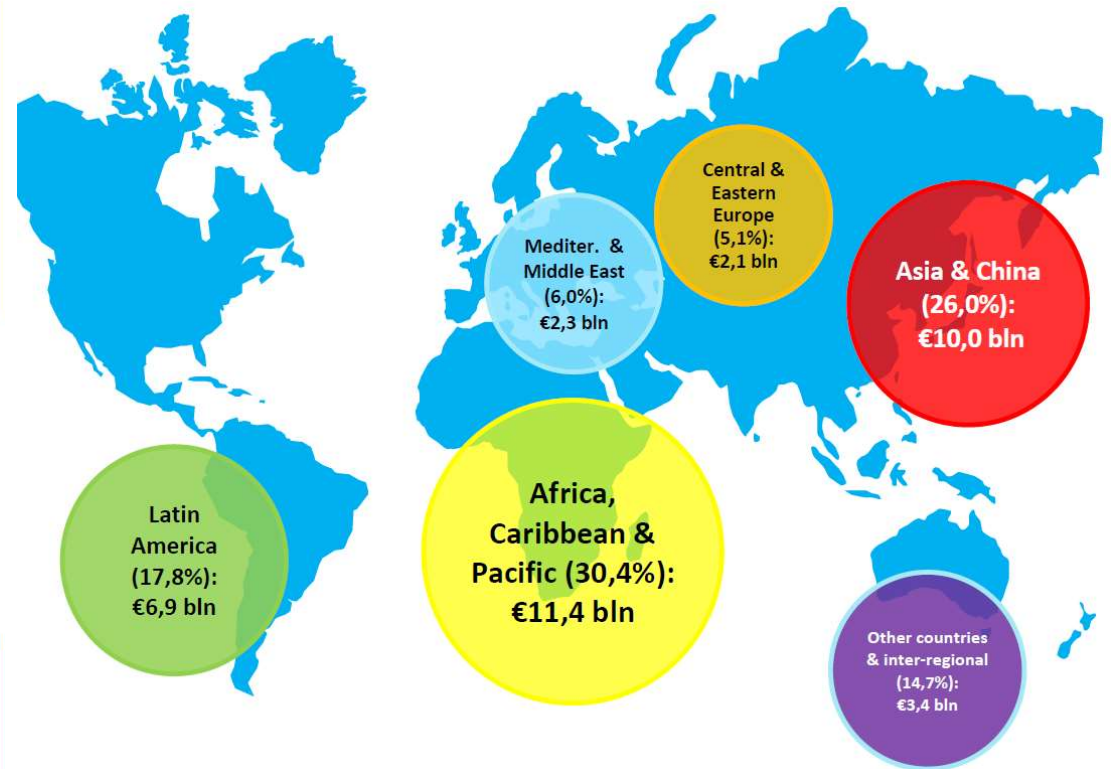 Central &
Eastern
Europe
(5,1%):
€2,1 bln
Mediter. &
Middle East
(6,0%):
€2,3 bln
Asia & China
(26,0%):
€10,0 bln
Latin
America
(17,8%):
€6,9 bln
Africa,
Caribbean &
Pacific (30,4%):
€11,4 bln
Other countries
& inter-regional
(14,7%):
€3,4 bln